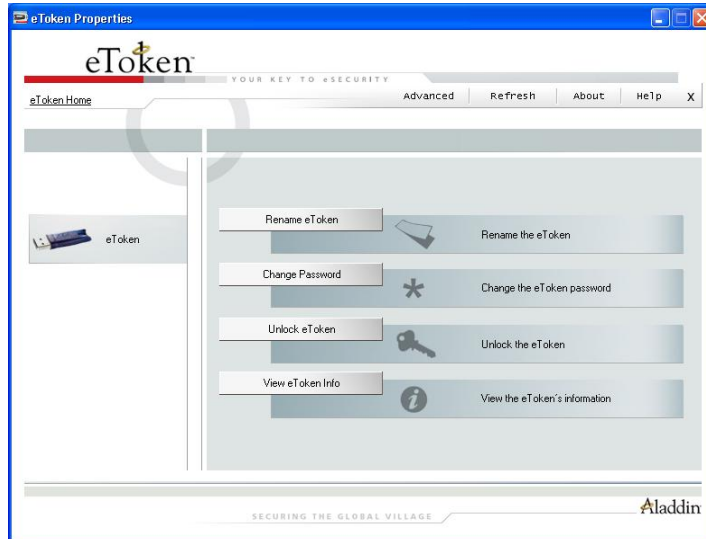 eToken Properties
eToken™
YOUR KEY TO eSECURITY
eToken Home
Advanced
Refresh
About
Help
X
eToken
Rename eToken
Rename the eToken
Change Password
Change the eToken password
Unlock eToken
Unlock the eToken
View eToken Info
View the eToken´s information
SECURING THE GLOBAL VILLAGE
Aladdin